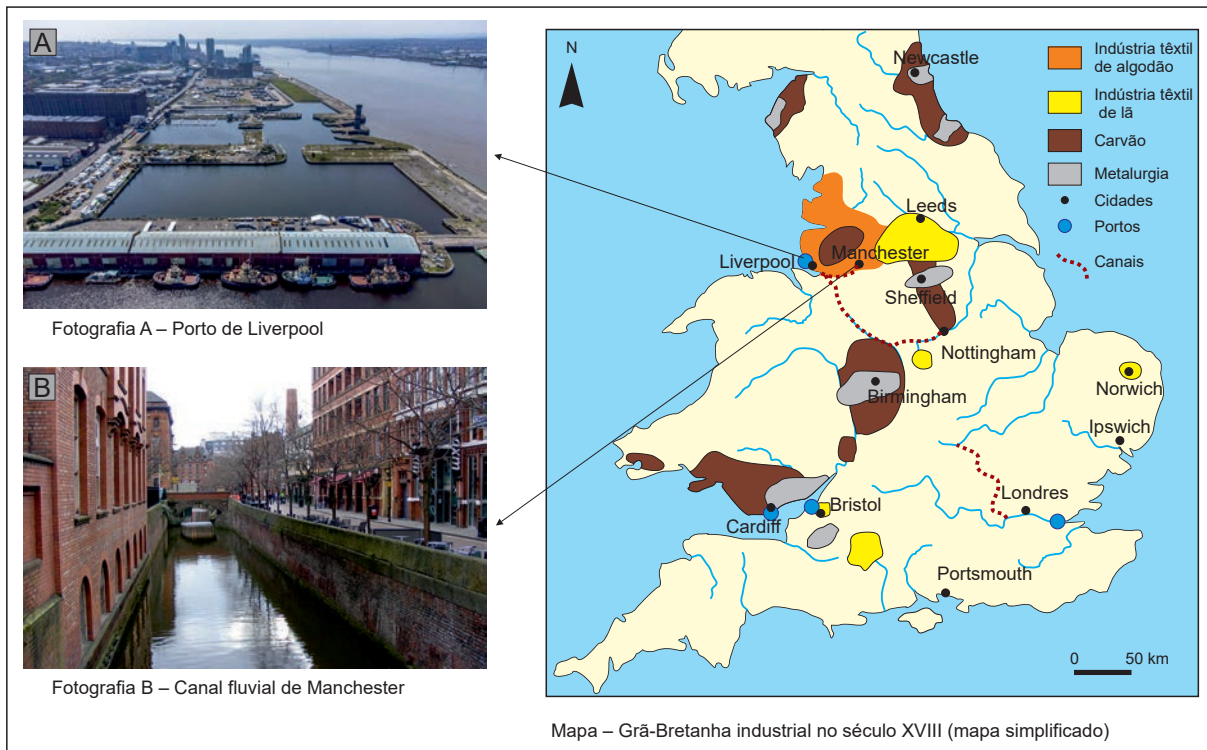 A
Fotografia A – Porto de Liverpool
B
Fotografia B – Canal fluvial de Manchester
N
Newcastle
Leeds
Liverpool
Manchester
Sheffield
Nottingham
Birmingham
Norwich
Ipswich
Londres
Cardiff
Bristol
Portsmouth
0 50 km
Indústria têxtil
de algodão
Indústria têxtil
de lã
Carvão
Metalurgia
Cidades
Portos
Canais
Mapa – Grã-Bretanha industrial no século XVIII (mapa simplificado)